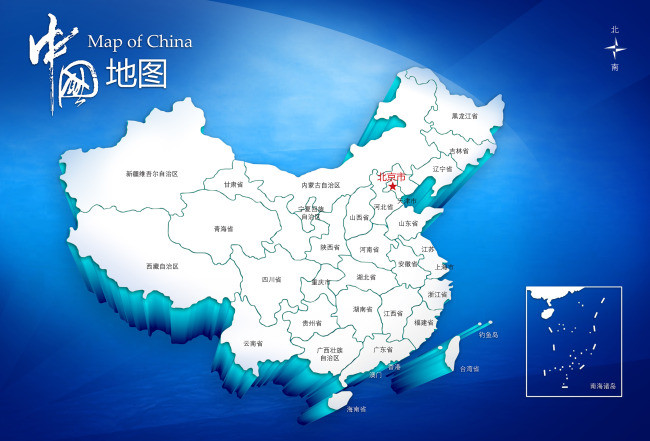 中国
Map of China
地图
北
南
黑龙江省
吉林省
辽宁省
新疆维吾尔自治区
甘肃省
内蒙古自治区
北京市
天津市
宁夏回族
自治区
河北省
山西省
山东省
青海省
陕西省
河南省
江苏
西藏自治区
四川省
重庆市
湖北省
安徽省
上海市
浙江省
湖南省
江西省
贵州省
福建省
云南省
广西壮族
自治区
广东省
钓鱼岛
香港
澳门
台湾省
海南省
南海诸岛